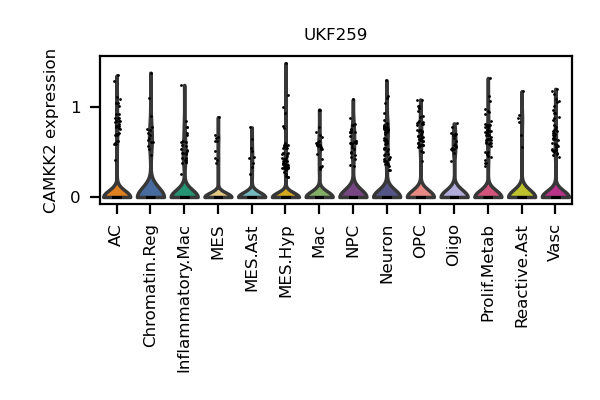 UKF259
CAMKK2 expression
1
0
AC
Chromatin.Reg
Inflammatory.Mac
MES
MES.Ast
MES.Hyp
Mac
NPC
Neuron
OPC
Oligo
Prolif.Metab
Reactive.Ast
Vasc